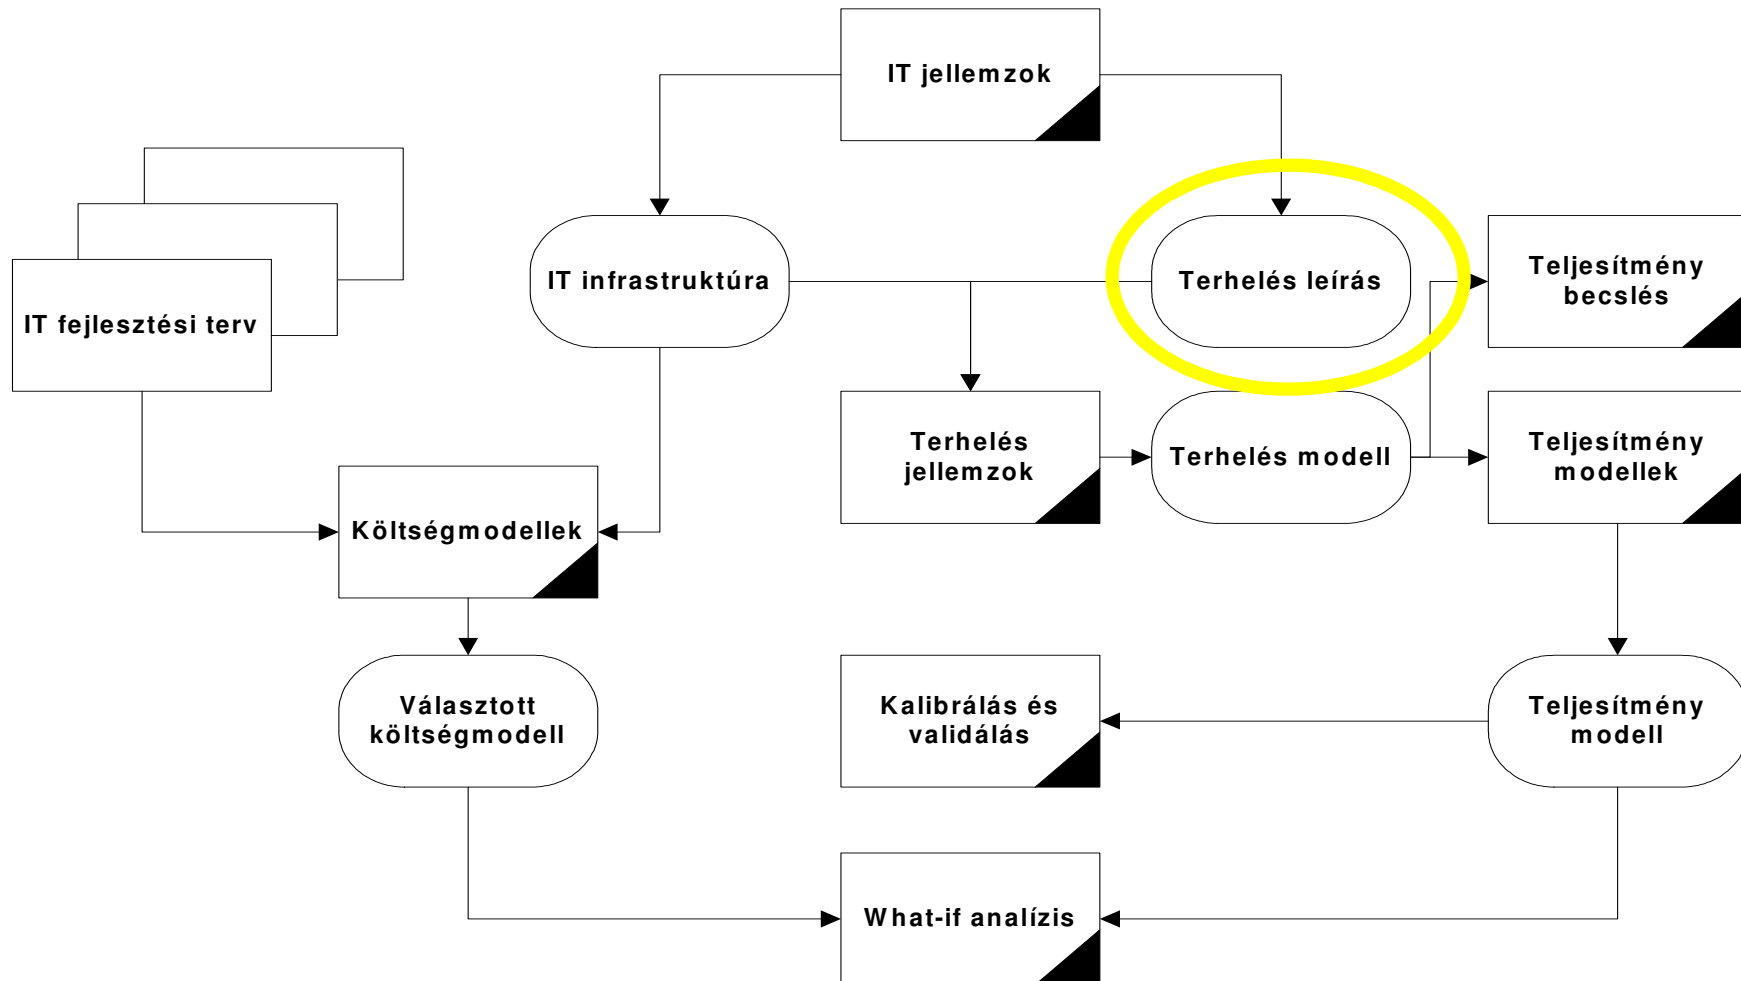 IT jellemzok
IT infrastruktúra
Terhelés leírás
Teljesítmény
becslés
IT fejlesztési terv
Terhelés
jellemzok
Terhelés modell
Teljesítmény
modellek
Költségmodellek
Választott
költségmodell
Kalibrálás és
validálás
Teljesítmény
modell
What-if analízis